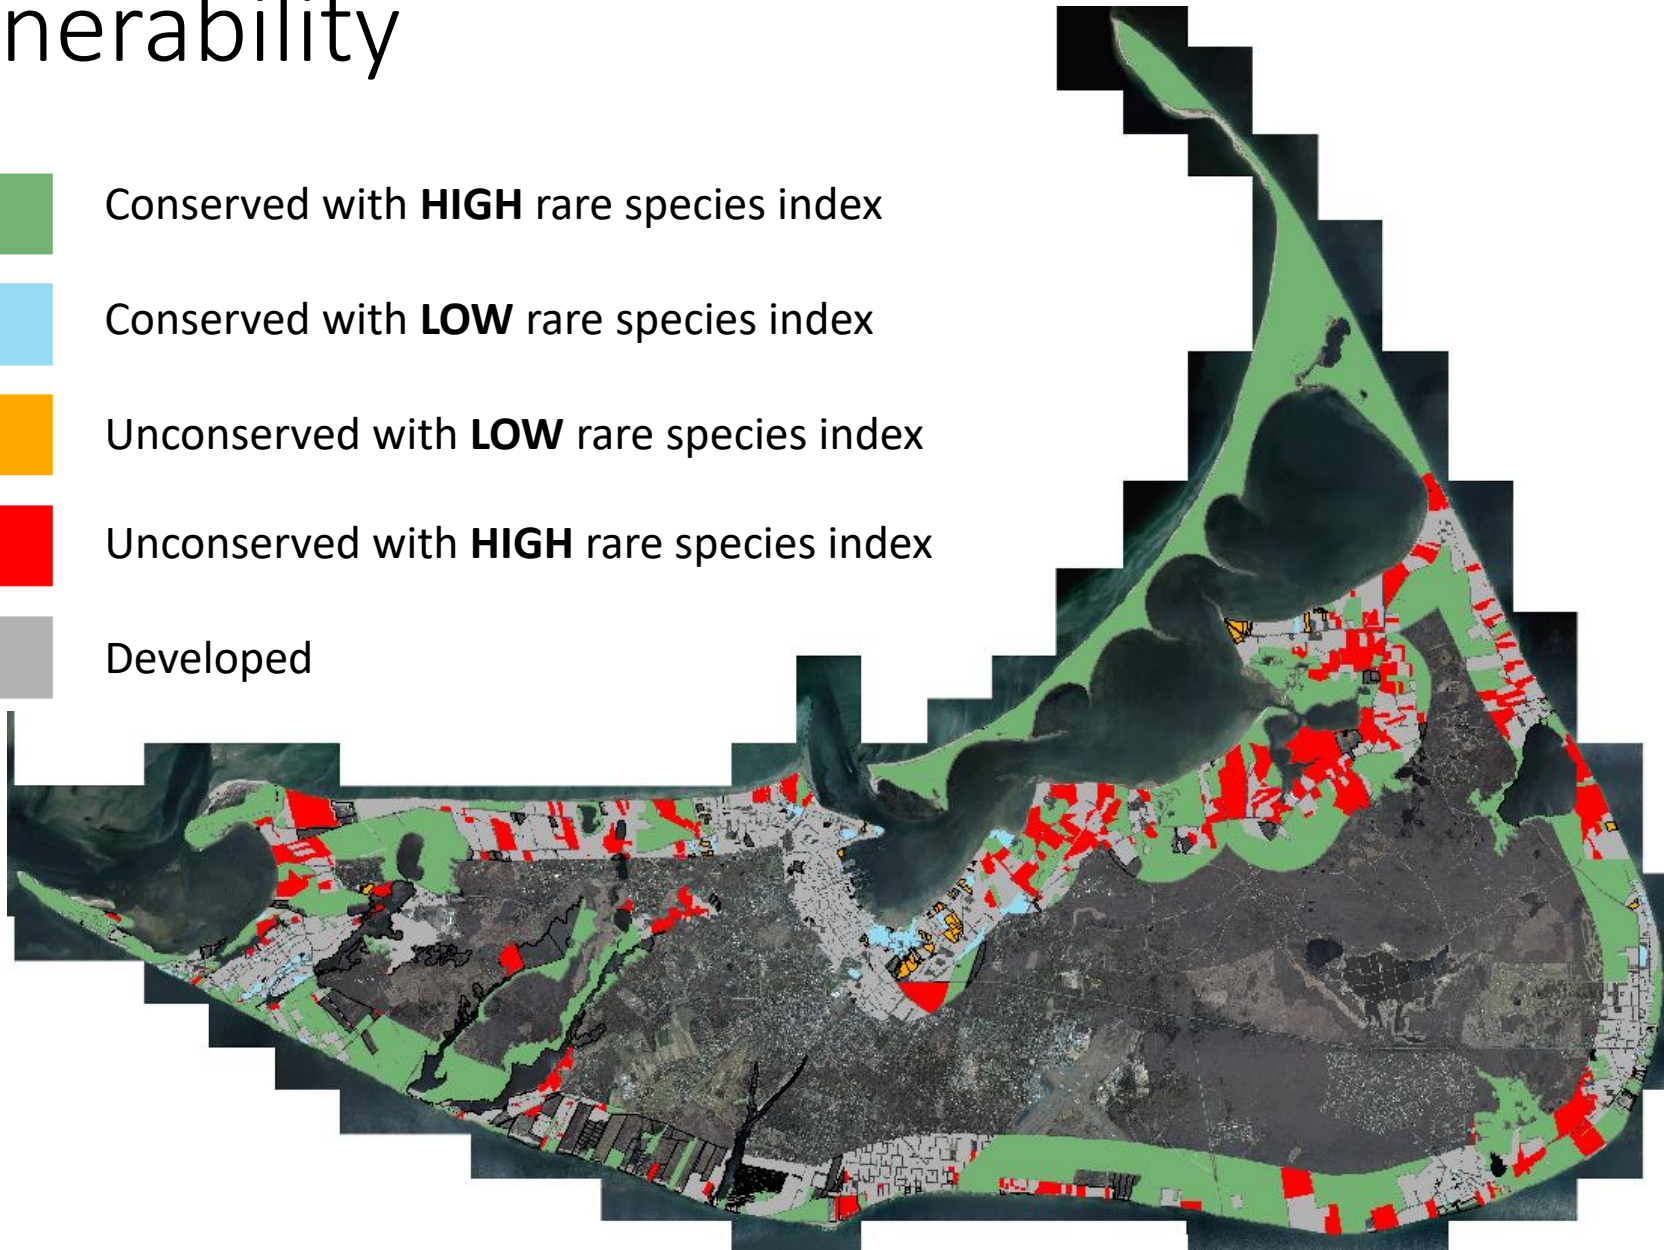 nerability
Conserved with HIGH rare species index
Conserved with LOW rare species index
Unconserved with LOW rare species index
Unconserved with HIGH rare species index
Developed